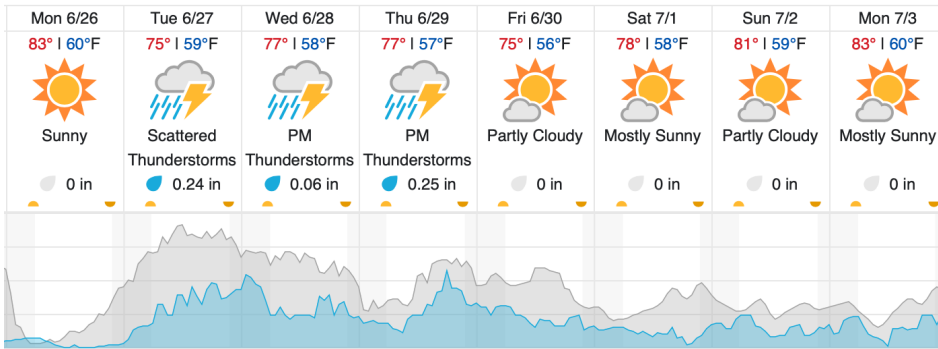 Mon 6/26 Tue 6/27 Wed 6/28 Thu 6/29 Fri 6/30 Sat 7/1 Sun 7/2 Mon 7/3
83° | 60°F 75° | 59°F 77° | 58°F 77° | 57°F 75° | 56°F 78° | 58°F 81° | 59°F 83° | 60°F
Sunny Scattered PM PM Partly Cloudy Mostly Sunny Partly Cloudy Mostly Sunny
Thunderstorms Thunderstorms Thunderstorms
0 in 0.24 in 0.06 in 0.25 in 0 in 0 in 0 in 0 in